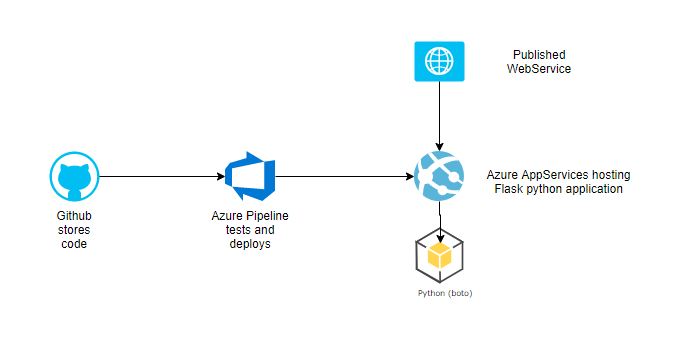 Published
WebService
Azure AppServices hosting
Flask python application
Github
stores
code
Azure Pipeline
tests and
deploys
Python (boto)